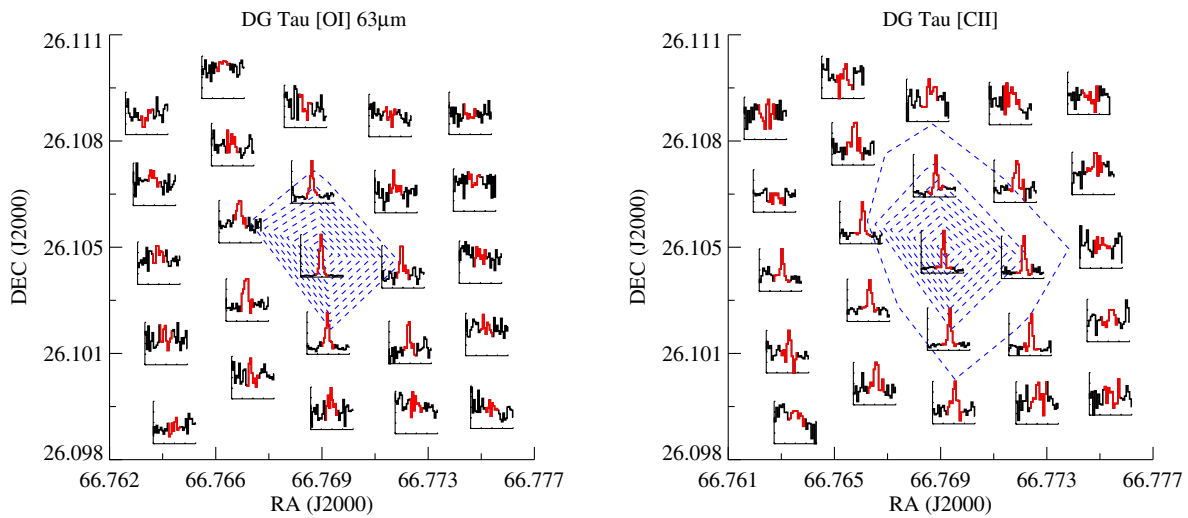 DG Tau [OI] 63μm
26.111
26.108
26.105
26.101
26.098
DEC (J2000)
66.762 66.766 66.769 66.773 66.777
RA (J2000)
DG Tau [CII]
26.111
26.108
26.105
26.101
26.098
DEC (J2000)
66.761 66.765 66.769 66.773 66.777
RA (J2000)